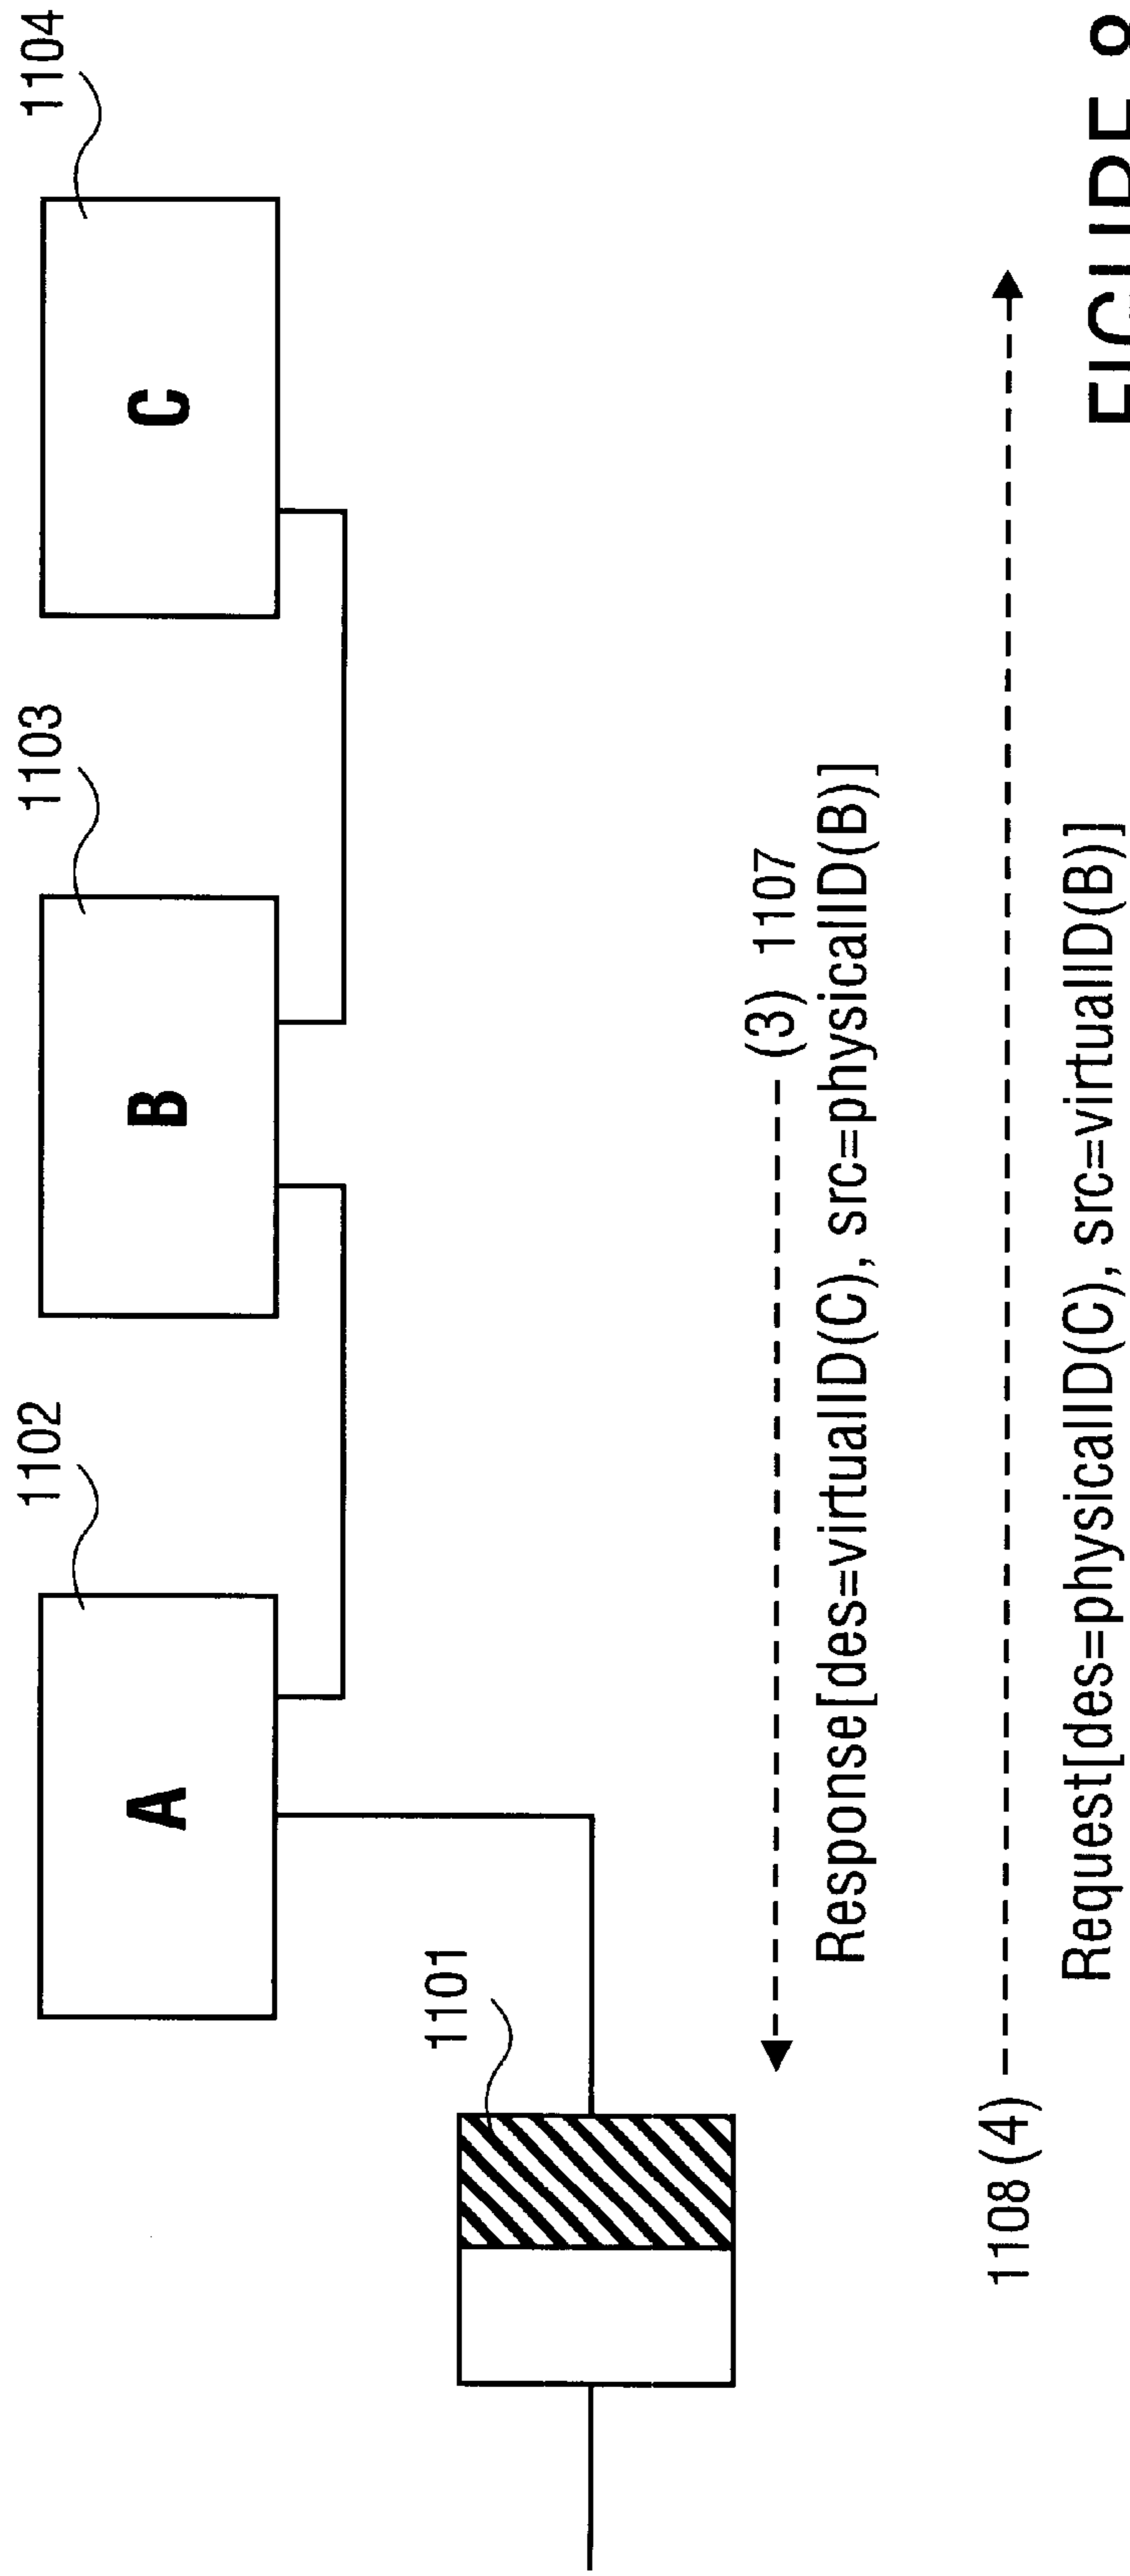 1102
1103
1104
A
B
C
1101
(3) 1107
Response[des=virtualID(C), src=physicalID(B)]
1108 (4)
Request[des=physicalID(C), src=virtualID(B)]